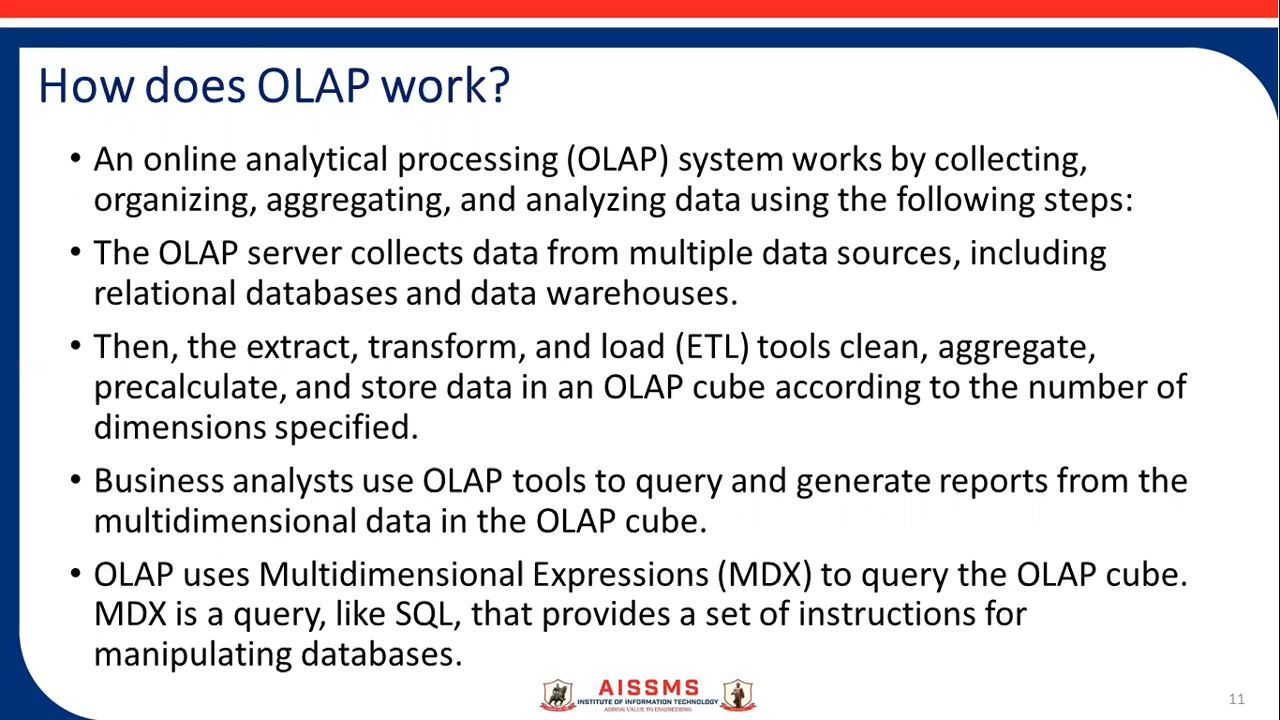 How does OLAP work?
• An online analytical processing (OLAP) system works by collecting,
organizing, aggregating, and analyzing data using the following steps:
• The OLAP server collects data from multiple data sources, including
relational databases and data warehouses.
• Then, the extract, transform, and load (ETL) tools clean, aggregate,
precalculate, and store data in an OLAP cube according to the number of
dimensions specified.
• Business analysts use OLAP tools to query and generate reports from the
multidimensional data in the OLAP cube.
• OLAP uses Multidimensional Expressions (MDX) to query the OLAP cube.
MDX is a query, like SQL, that provides a set of instructions for
manipulating databases.
AISSMS
INSTITUTE OF INFORMATION TECHNOLOGY
ADDING VALUE TO ENGINEERING
11